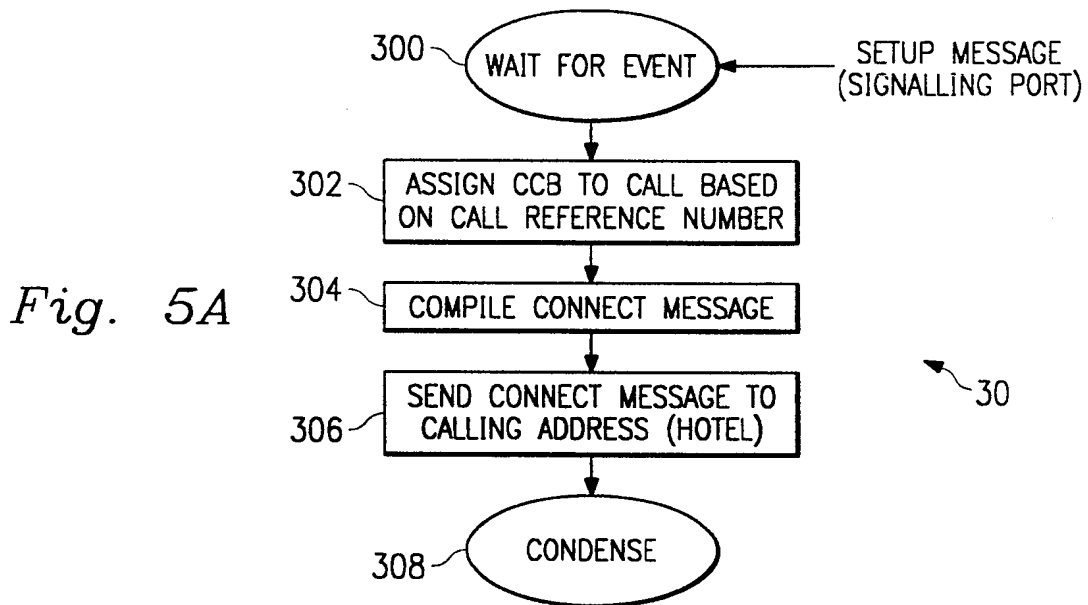 300
WAIT FOR EVENT
SETUP MESSAGE
(SIGNALLING PORT)
302
ASSIGN CCB TO CALL BASED
ON CALL REFERENCE NUMBER
Fig. 5A
304
COMPILE CONNECT MESSAGE
306
SEND CONNECT MESSAGE TO
CALLING ADDRESS (HOTEL)
30
308
CONDENSE